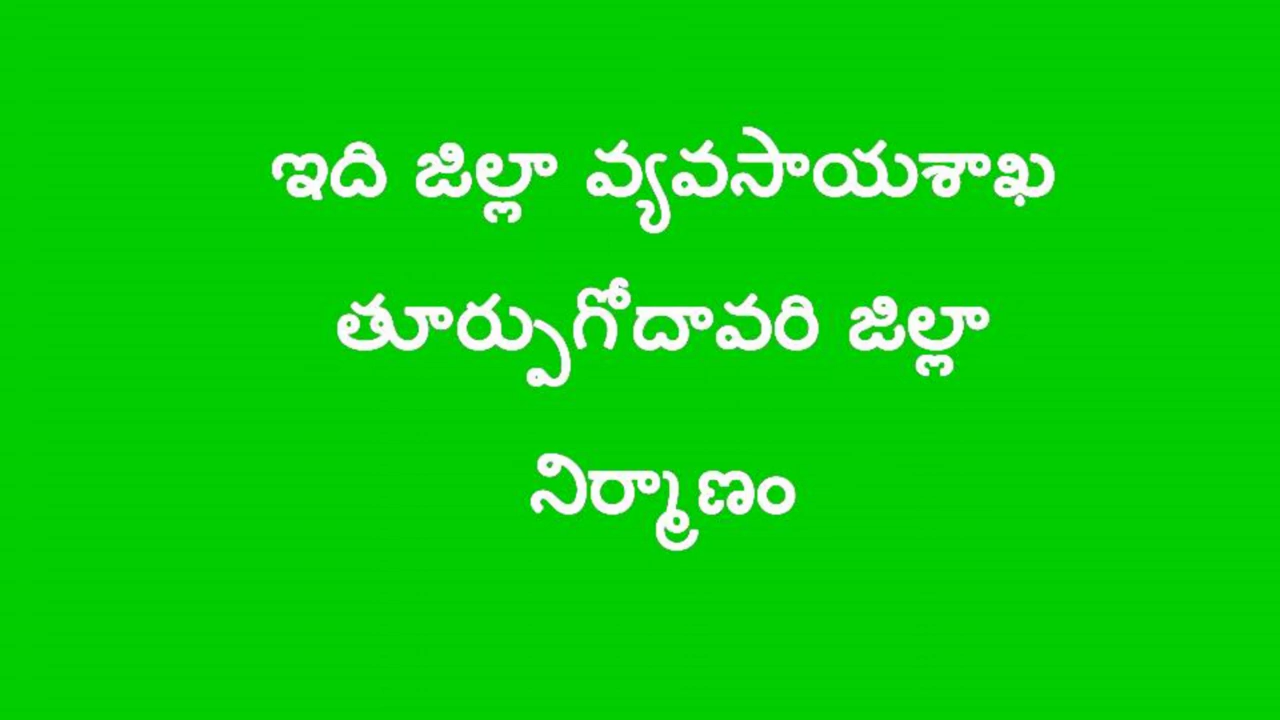 ఇది జిల్లా వ్యవసాయశాఖ
తూర్పుగోదావరి జిల్లా
నిర్మాణం